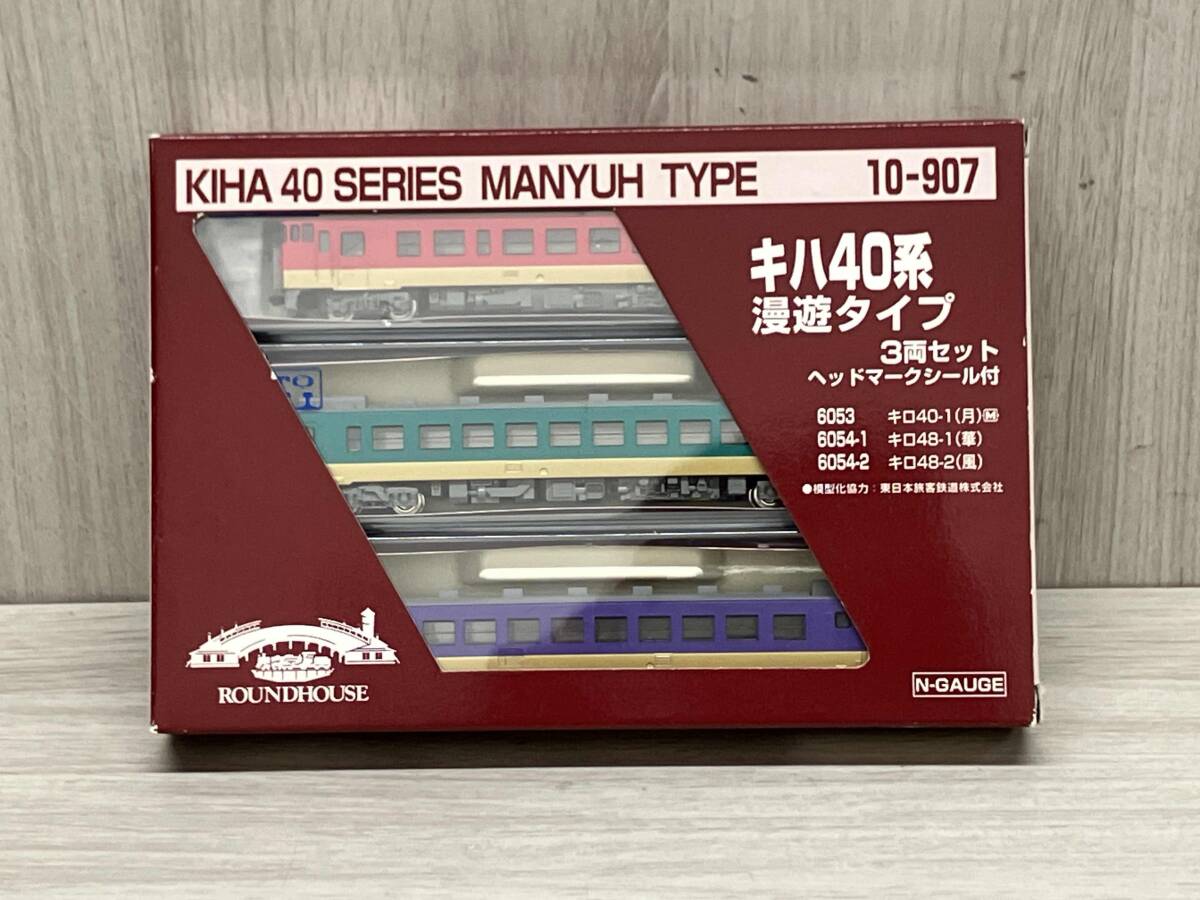 KIHA 40 SERIES MANYUH TYPE 10-907
キハ40系
漫遊タイプ
3両セット
ヘッドマークシール付
6053 キロ40-1(月)M
6054-1 キロ48-1(華)
6054-2 キロ48-2(風)
●模型化協力:東日本旅客鉄道株式会社
ROUNDHOUSE
N-GAUGE